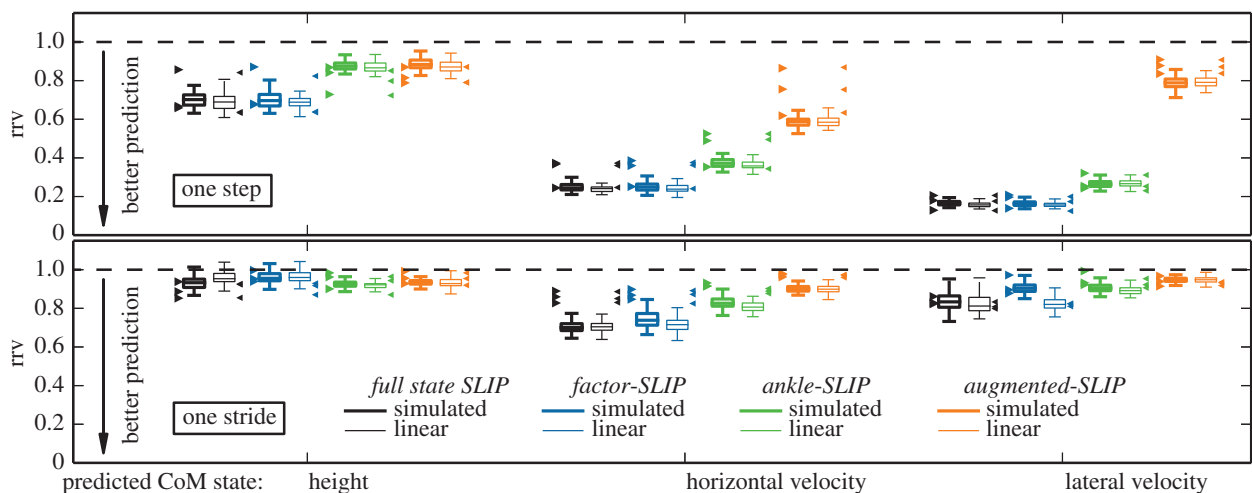 1.0
0.8
0.6
0.4
0.2
0
rrv
better prediction
one step
1.0
0.8
0.6
0.4
0.2
0
rrv
better prediction
one stride
full state SLIP factor-SLIP ankle-SLIP augmented-SLIP
simulated simulated simulated simulated
linear linear linear linear
predicted CoM state: height horizontal velocity lateral velocity